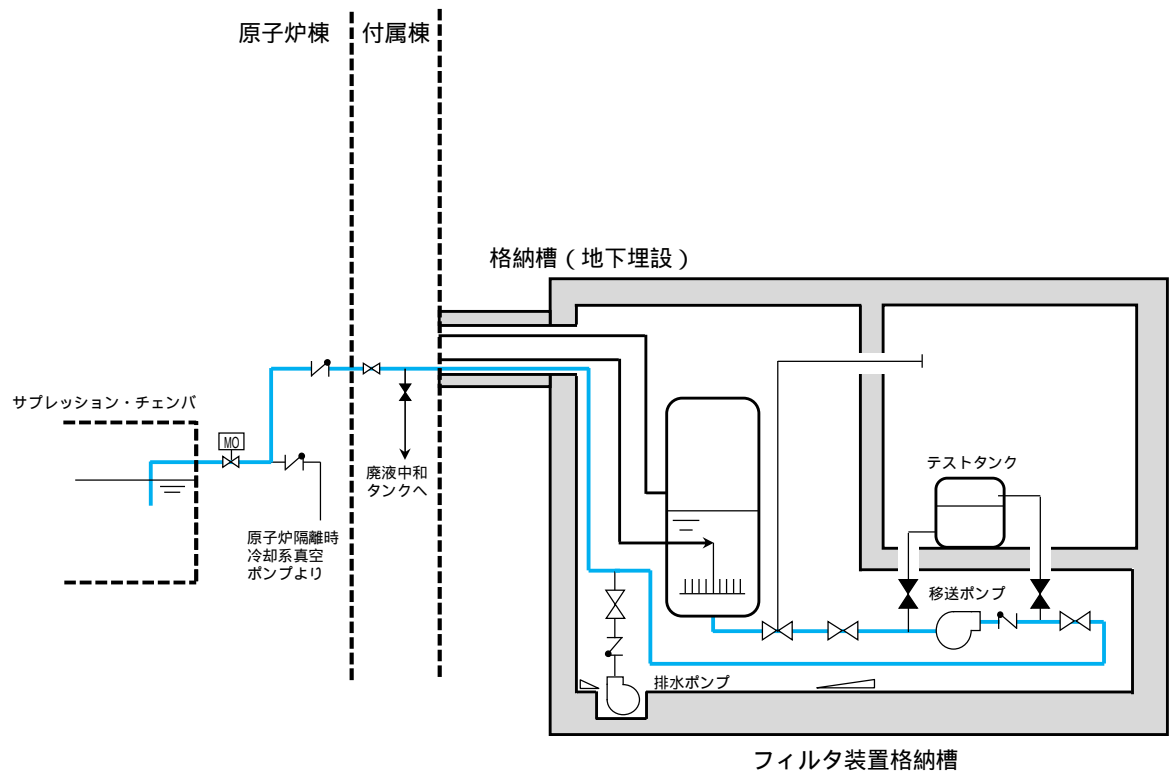 原子炉棟
付属棟
格納槽（地下埋設）
サプレッション・チェンバ
MO
廃液中和
タンクへ
原子炉隔離時
冷却系真空
ポンプより
テストタンク
移送ポンプ
排水ポンプ
フィルタ装置格納槽